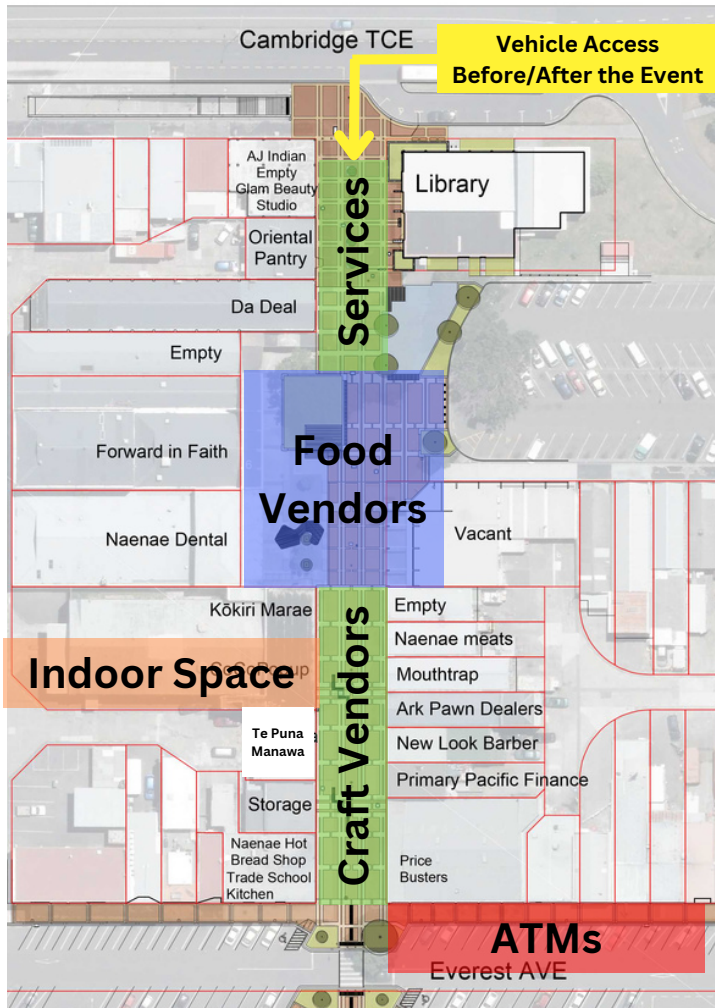 Cambridge TCE
Vehicle Access
Before/After the Event
AJ Indian
Empty
Glam Beauty
Studio
Library
Services
Oriental
Pantry
Da Deal
Empty
Forward in Faith
Food
Vendors
Naenae Dental
Vacant
Kōkiri Marae
Empty
Naenae meats
Indoor Space
Mouthtrap
Craft Vendors
Ark Pawn Dealers
Te Puna
Manawa
New Look Barber
Primary Pacific Finance
Storage
Naenae Hot
Bread Shop
Trade School
Kitchen
Price
Busters
ATMs
Everest AVE